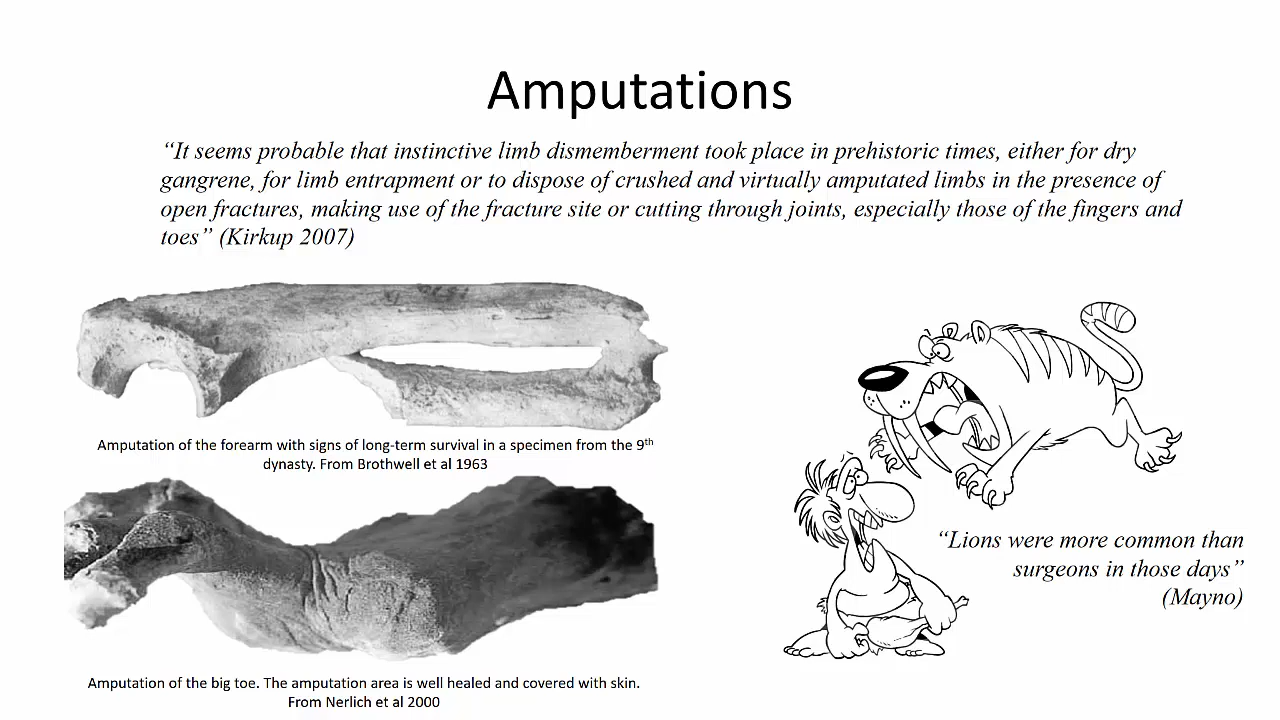 Amputations
“It seems probable that instinctive limb dismemberment took place in prehistoric times, either for dry
gangrene, for limb entrapment or to dispose of crushed and virtually amputated limbs in the presence of
open fractures, making use of the fracture site or cutting through joints, especially those of the fingers and
toes” (Kirkup 2007)
Amputation of the forearm with signs of long-term survival in a specimen from the 9th
dynasty. From Brothwell et al 1963
Amputation of the big toe. The amputation area is well healed and covered with skin.
From Nerlich et al 2000
“Lions were more common than
surgeons in those days”
(Mayno)